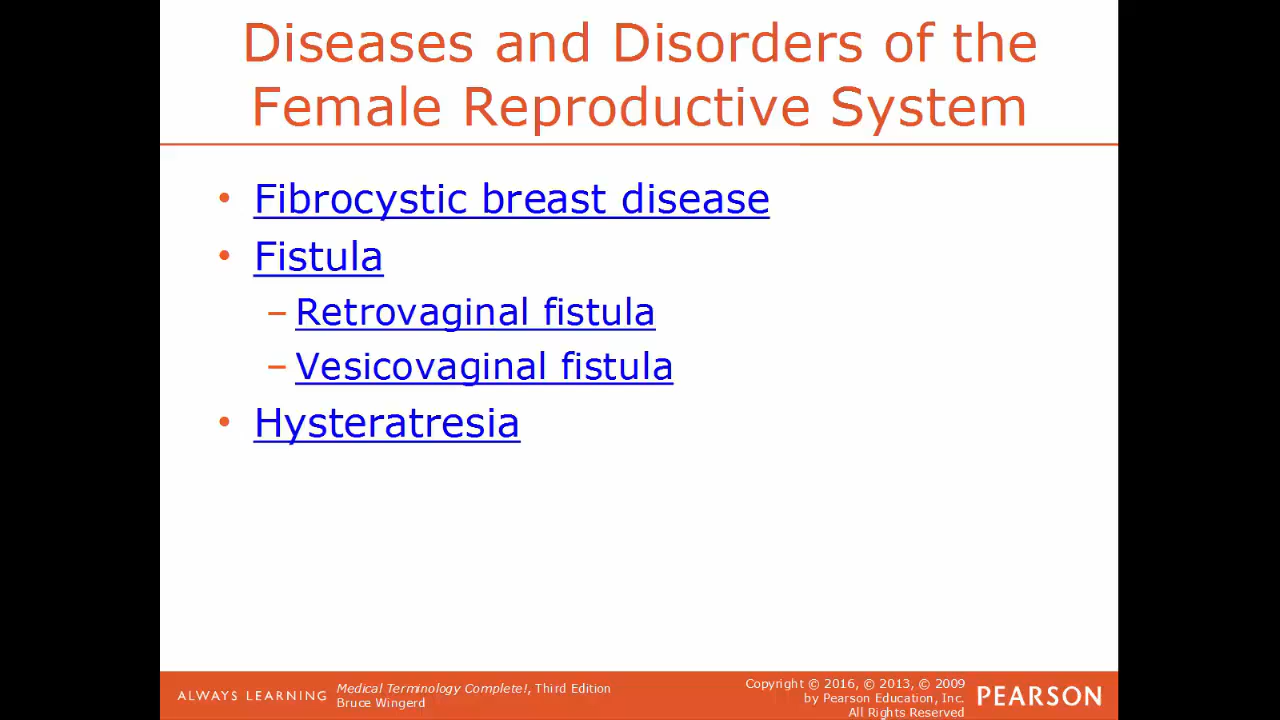 Diseases and Disorders of the
Female Reproductive System
• Fibrocystic breast disease
• Fistula
– Retrovaginal fistula
– Vesicovaginal fistula
• Hysteratresia
ALWAYS LEARNING
Medical Terminology Complete!, Third Edition
Bruce Wingerd
Copyright © 2016, © 2013, © 2009
by Pearson Education, Inc.
All Rights Reserved
PEARSON